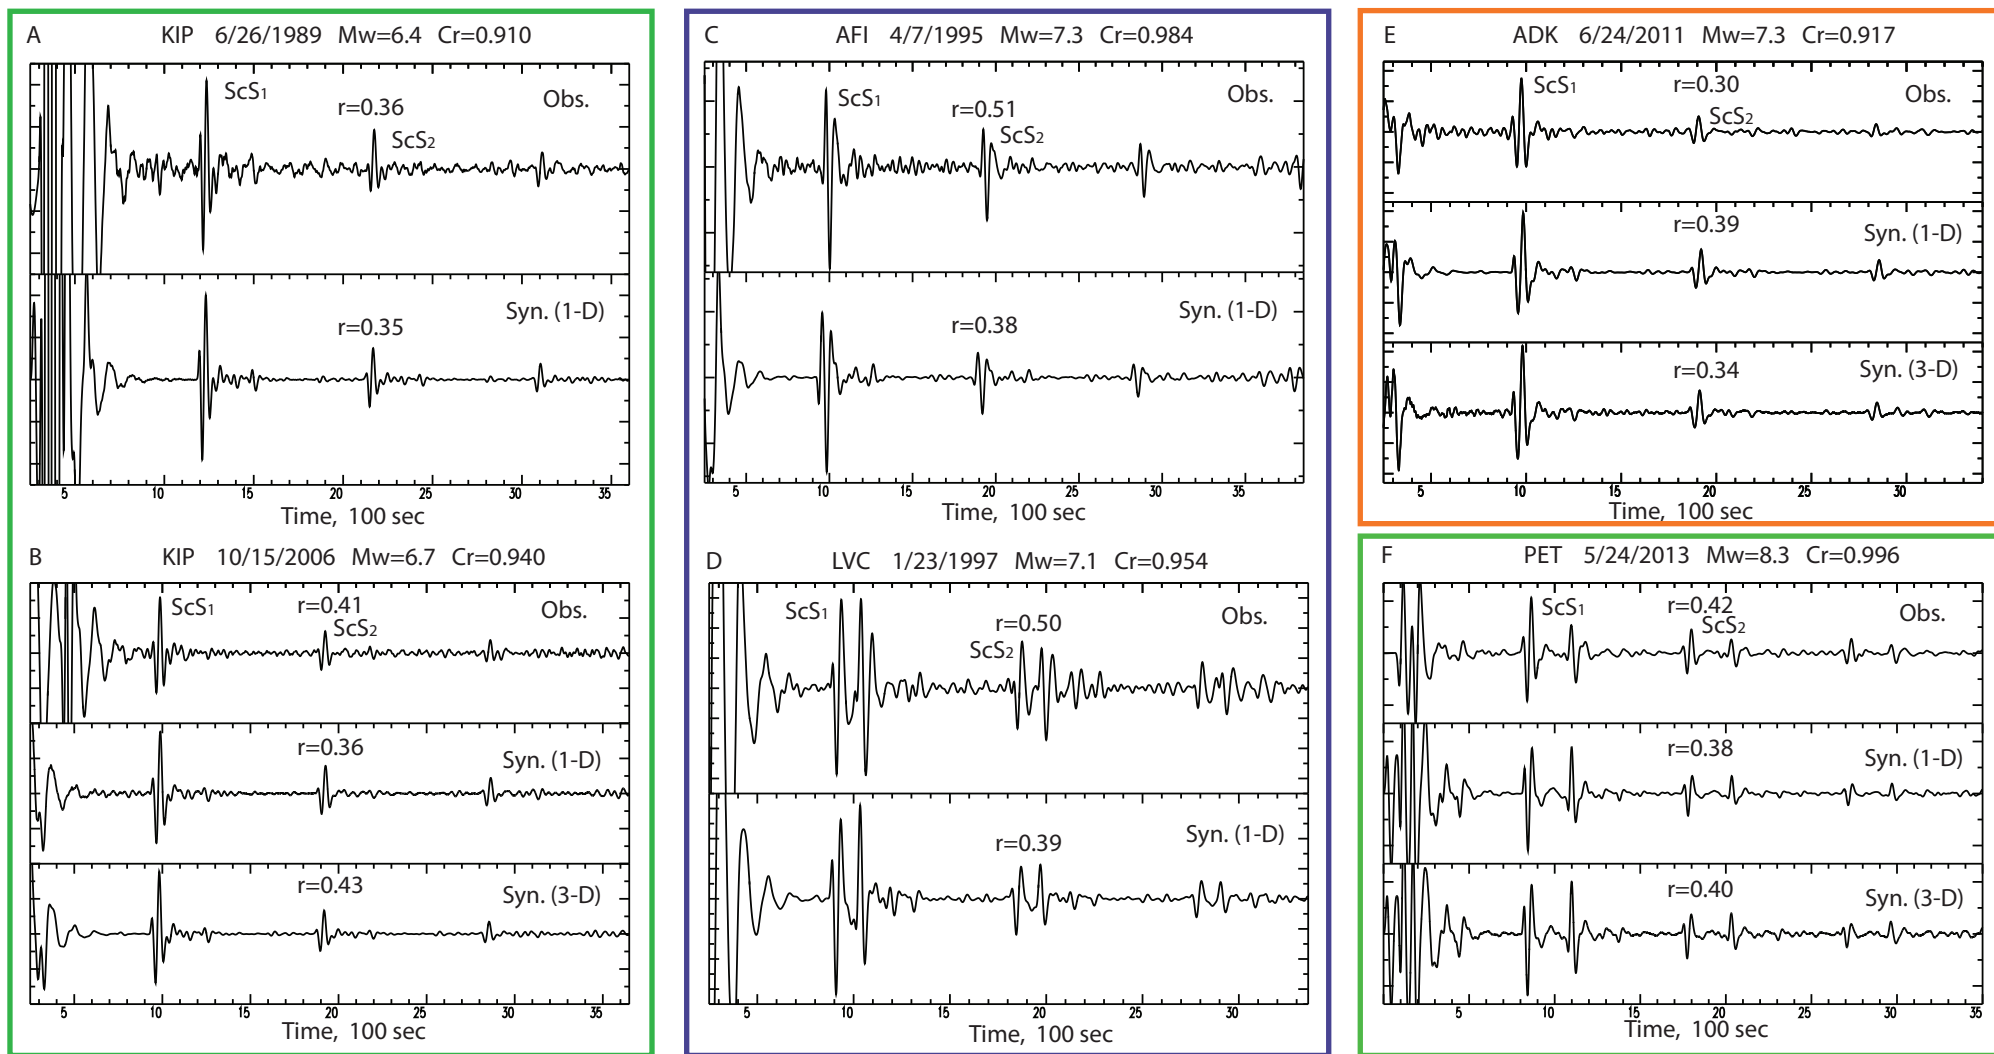 A KIP 6/26/1989 Mw=6.4 Cr=0.910
ScS1
r=0.36
Obs.
ScS2
r=0.35
Syn. (1-D)
5 10 15 20 25 30 35
Time, 100 sec
B KIP 10/15/2006 Mw=6.7 Cr=0.940
ScS1
r=0.41
Obs.
ScS2
r=0.36
Syn. (1-D)
r=0.43
Syn. (3-D)
5 10 15 20 25 30 35
Time, 100 sec
C AFI 4/7/1995 Mw=7.3 Cr=0.984
ScS1
r=0.51
Obs.
ScS2
r=0.38
Syn. (1-D)
5 10 15 20 25 30 35
Time, 100 sec
D LVC 1/23/1997 Mw=7.1 Cr=0.954
ScS1
r=0.50
Obs.
ScS2
r=0.39
Syn. (1-D)
5 10 15 20 25 30
Time, 100 sec
E ADK 6/24/2011 Mw=7.3 Cr=0.917
ScS1
r=0.30
Obs.
ScS2
r=0.39
Syn. (1-D)
r=0.34
Syn. (3-D)
5 10 15 20 25 30
Time, 100 sec
F PET 5/24/2013 Mw=8.3 Cr=0.996
ScS1
r=0.42
Obs.
ScS2
r=0.38
Syn. (1-D)
r=0.40
Syn. (3-D)
5 10 15 20 25 30 35
Time, 100 sec